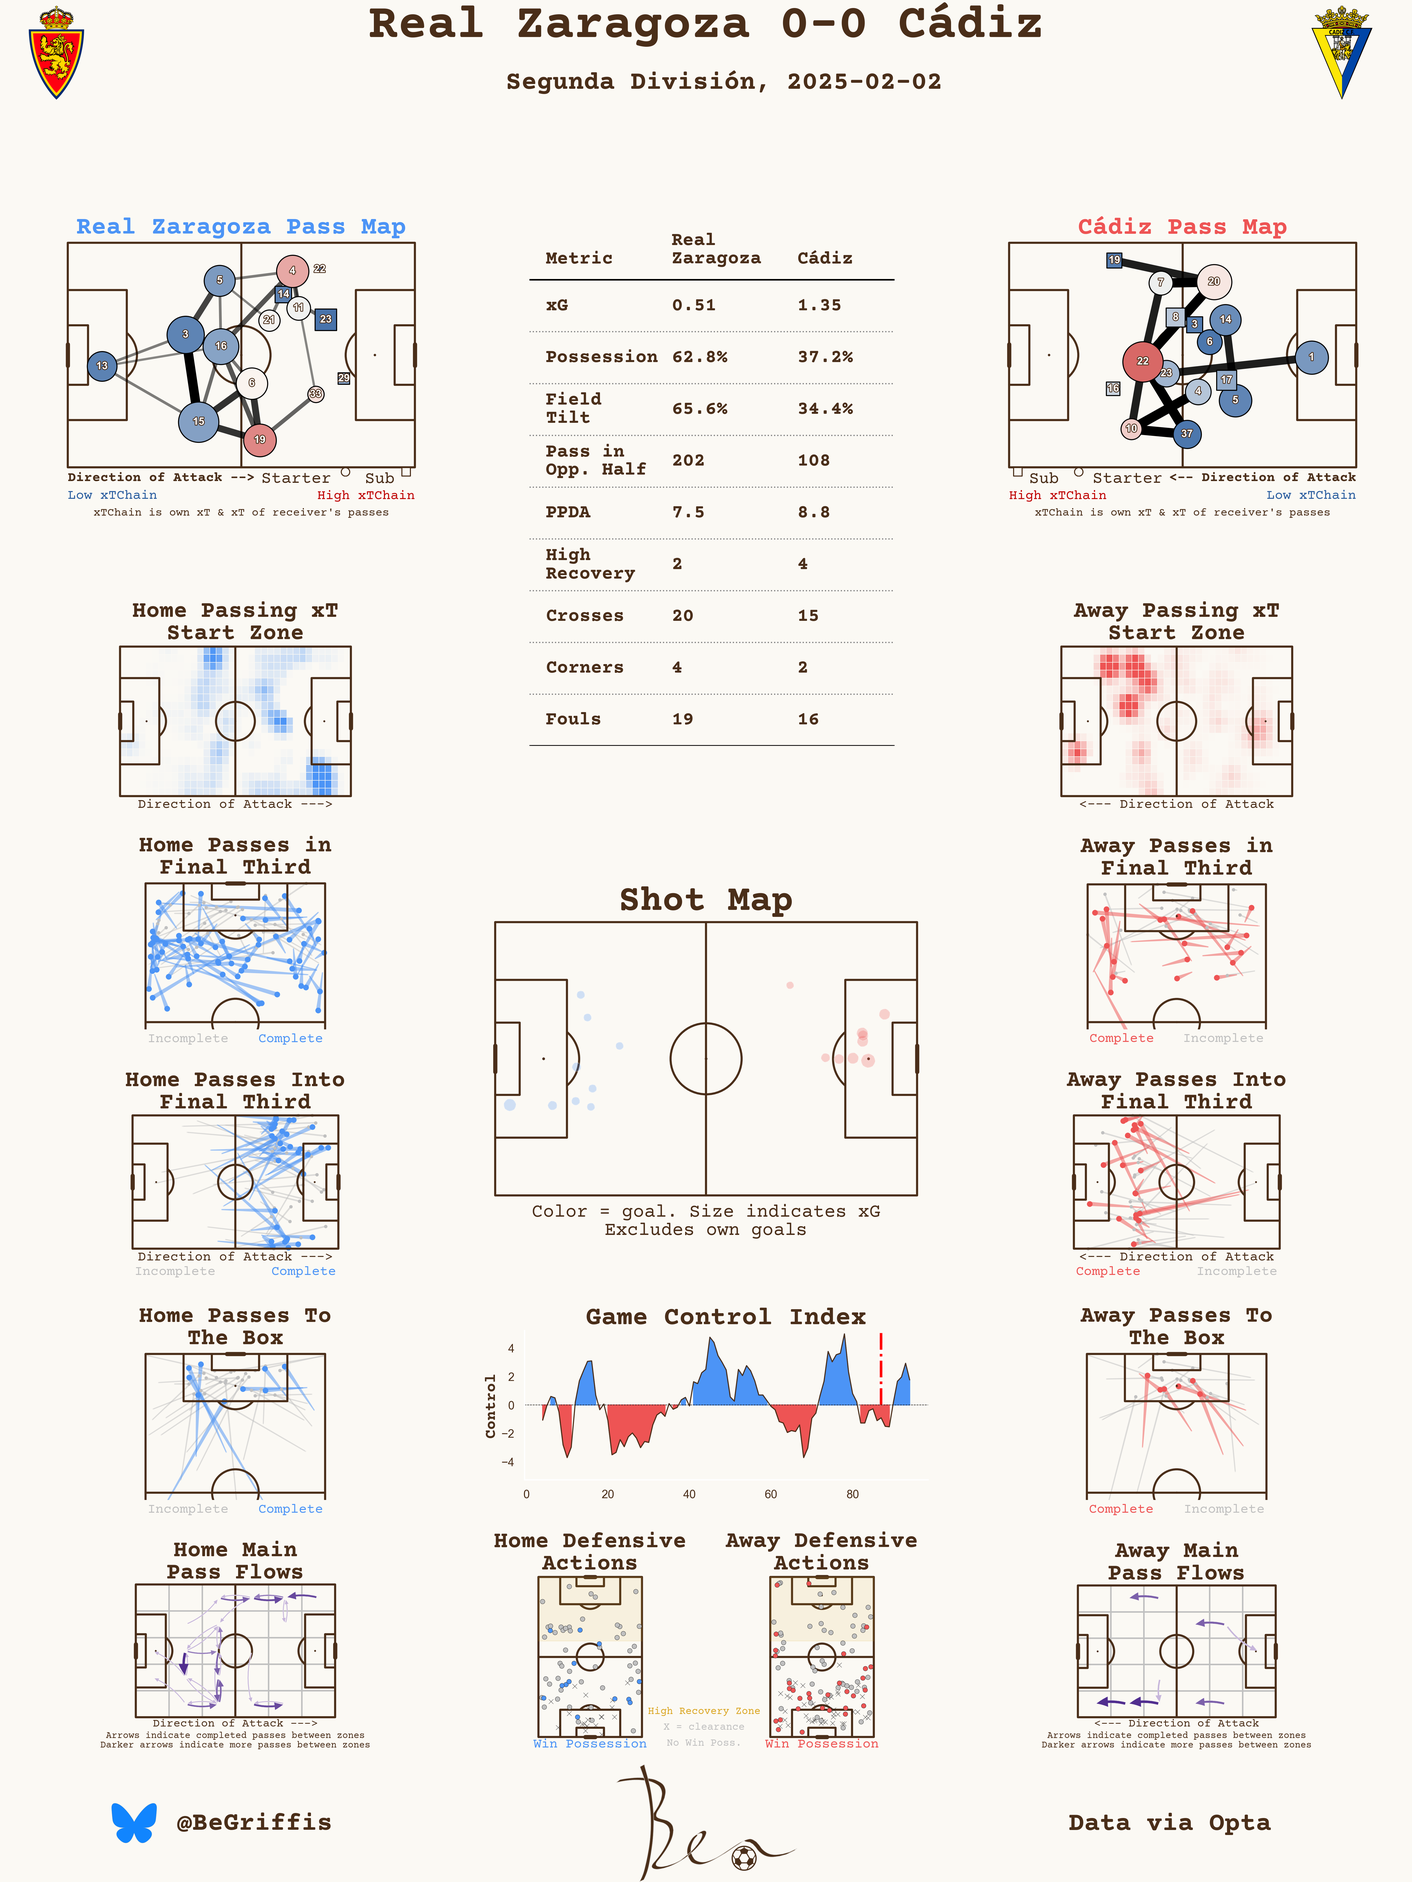 Real Zaragoza 0-0 Cádiz
Segunda División, 2025-02-02
Real Zaragoza Pass Map
5
4
22
14
11
21
23
3
16
13
6
29
33
15
19
Direction of Attack --> Starter Sub
Low xTChain High xTChain
xTChain is own xT & xT of receiver's passes
Metric Real Zaragoza Cádiz
xG 0.51 1.35
Possession 62.8% 37.2%
Field Tilt 65.6% 34.4%
Pass in Opp. Half 202 108
PPDA 7.5 8.8
High Recovery 2 4
Crosses 20 15
Corners 4 2
Fouls 19 16
Cádiz Pass Map
19
7
20
8
3
14
6
22
23
1
16
4
17
5
10
37
Sub Starter <-- Direction of Attack
High xTChain Low xTChain
xTChain is own xT & xT of receiver's passes
Home Passing xT
Start Zone
Direction of Attack --->
Away Passing xT
Start Zone
<--- Direction of Attack
Home Passes in
Final Third
Incomplete Complete
Away Passes in
Final Third
Complete Incomplete
Shot Map
Color = goal. Size indicates xG
Excludes own goals
Home Passes Into
Final Third
Direction of Attack --->
Incomplete Complete
Away Passes Into
Final Third
<--- Direction of Attack
Complete Incomplete
Home Passes To
The Box
Incomplete Complete
Game Control Index
Control
4
2
0
−2
−4
0 20 40 60 80
Away Passes To
The Box
Complete Incomplete
Home Main
Pass Flows
Direction of Attack --->
Arrows indicate completed passes between zones
Darker arrows indicate more passes between zones
Home Defensive
Actions
Win Possession
Away Defensive
Actions
Win Possession
High Recovery Zone
X = clearance
No Win Poss.
Away Main
Pass Flows
<--- Direction of Attack
Arrows indicate completed passes between zones
Darker arrows indicate more passes between zones
@BeGriffis
Ben
Data via Opta